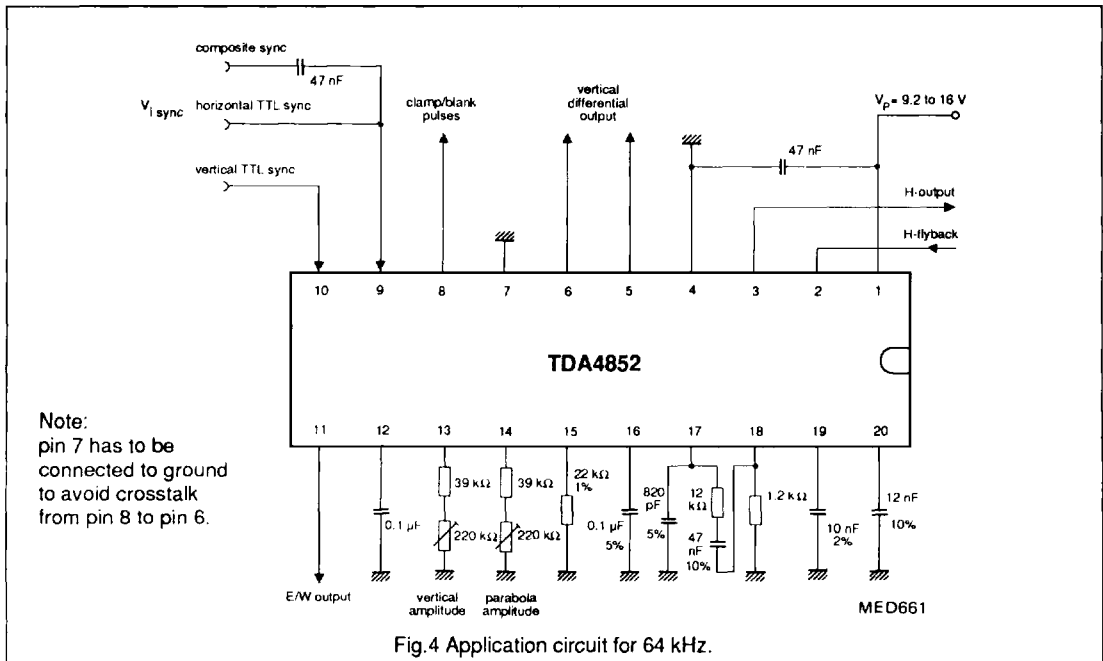 composite sync
47 nF
V i sync
horizontal TTL sync
vertical TTL sync
clamp/blank
pulses
vertical
differential
output
47 nF
VP = 9.2 to 16 V
H-output
H-flyback
10 9 8 7 6 5 4 3 2 1
TDA4852
11 12 13 14 15 16 17 18 19 20
Note:
pin 7 has to be
connected to ground
to avoid crosstalk
from pin 8 to pin 6.
E/W output
0.1 µF
39 kΩ
220 kΩ
vertical
amplitude
39 kΩ
220 kΩ
parabola
amplitude
22 kΩ
1%
0.1 µF
5%
820
pF
5%
12
kΩ
47
nF
10%
1.2 kΩ
10 nF
2%
12 nF
10%
MED661
Fig.4 Application circuit for 64 kHz.